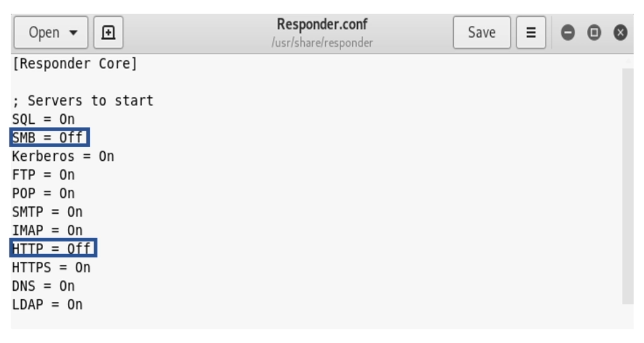 Open
Responder.conf
/usr/share/responder
Save
[Responder Core]
; Servers to start
SQL = On
SMB = Off
Kerberos = On
FTP = On
POP = On
SMTP = On
IMAP = On
HTTP = Off
HTTPS = On
DNS = On
LDAP = On